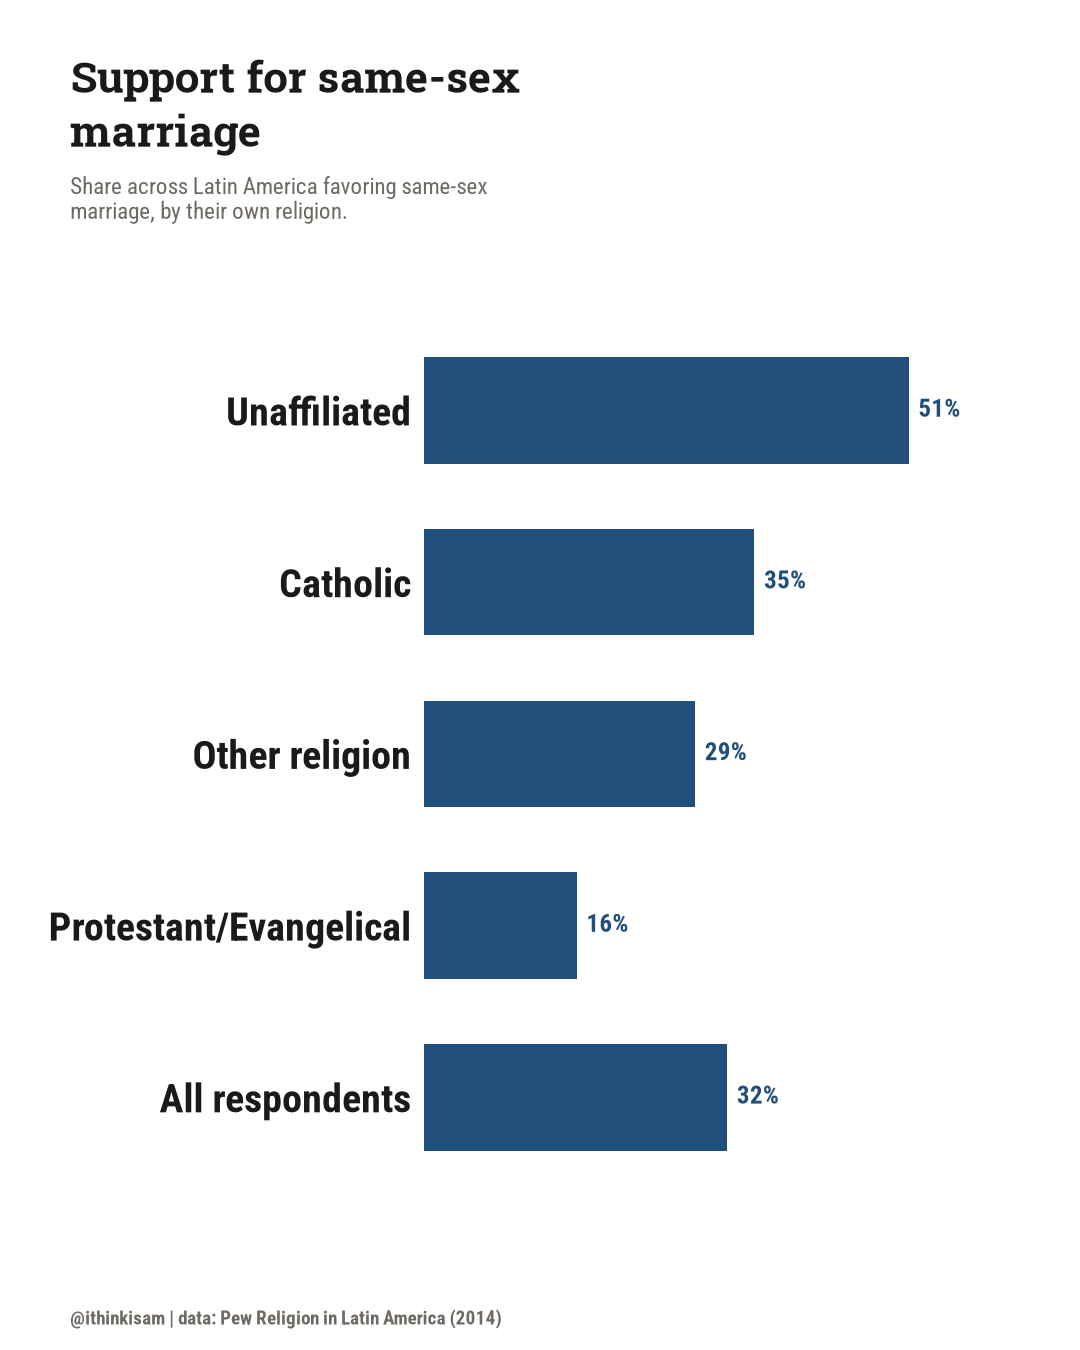 Support for same-sex
marriage
Share across Latin America favoring same-sex
marriage, by their own religion.
Unaffiliated
51%
Catholic
35%
Other religion
29%
Protestant/Evangelical
16%
All respondents
32%
@ithinkisam | data: Pew Religion in Latin America (2014)